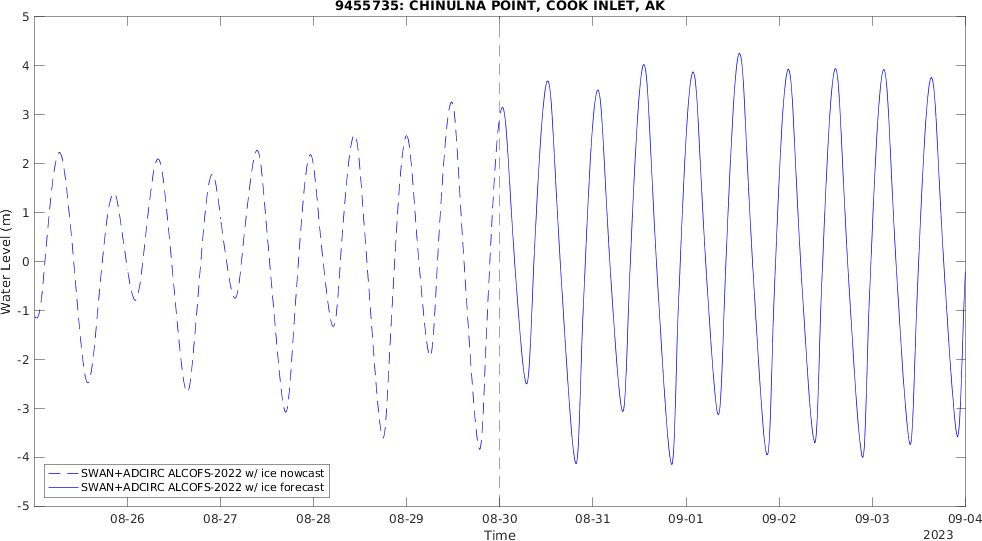 9455735: CHINULNA POINT, COOK INLET, AK
5
4
3
2
1
0
-1
-2
-3
-4
-5
Water Level (m)
SWAN+ADCIRC ALCOFS-2022 w/ ice nowcast
SWAN+ADCIRC ALCOFS-2022 w/ ice forecast
08-26 08-27 08-28 08-29 08-30 08-31 09-01 09-02 09-03 09-04
Time
2023